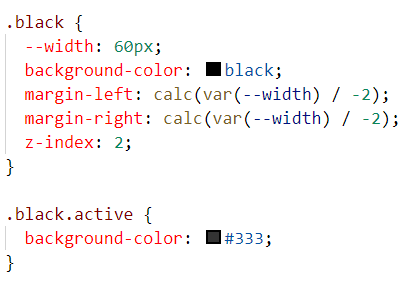 .black {
  --width: 60px;
  background-color: black;
  margin-left: calc(var(--width) / -2);
  margin-right: calc(var(--width) / -2);
  z-index: 2;
}

.black.active {
  background-color: #333;
}